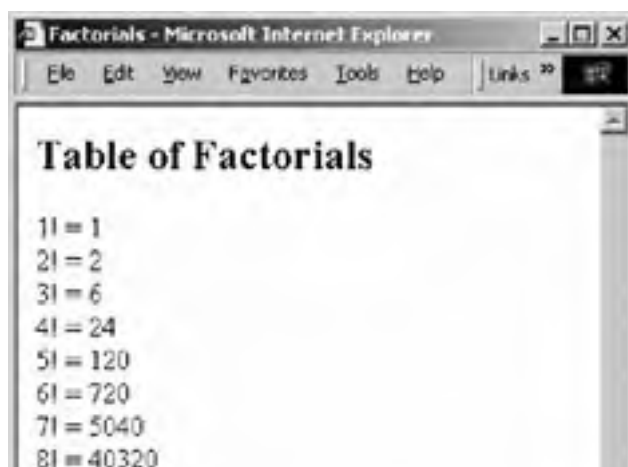 Factorials - Microsoft Internet Explorer
File Edit View Favorites Tools Help Links »
Table of Factorials
1! = 1
2! = 2
3! = 6
4! = 24
5! = 120
6! = 720
7! = 5040
8! = 40320